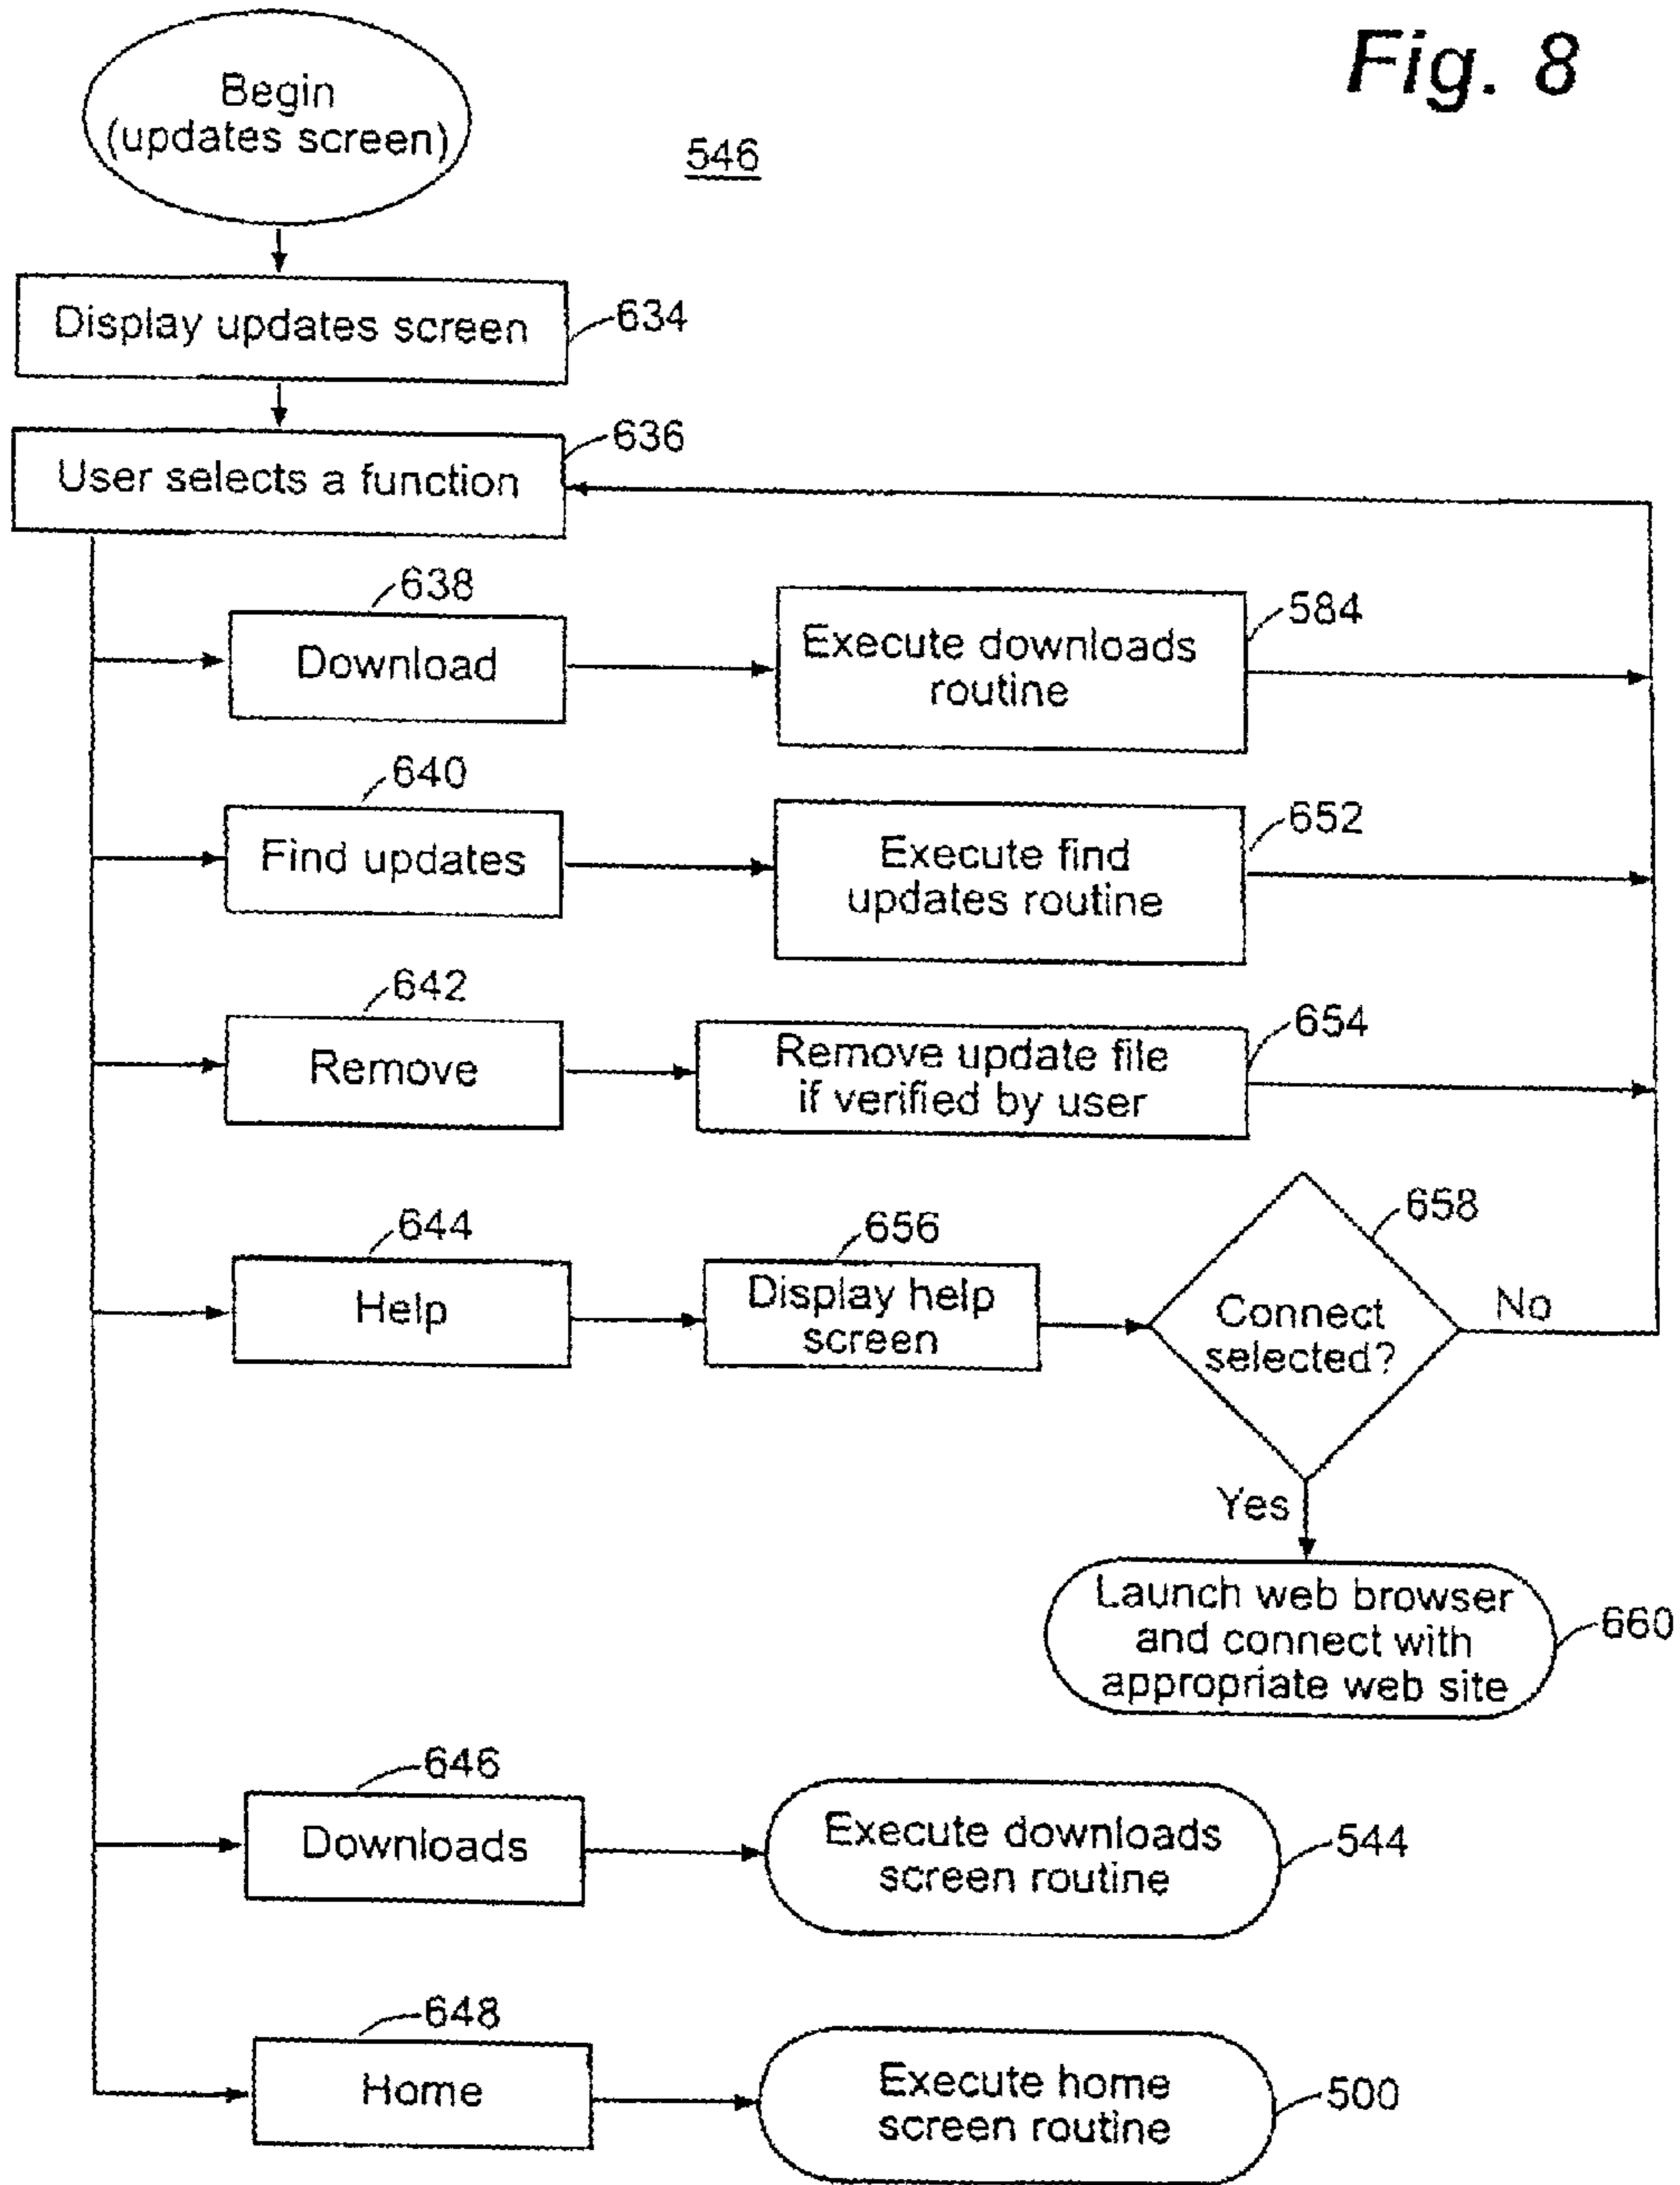 Fig. 8
Begin
(updates screen)
546
Display updates screen
634
User selects a function
636
638
Download
Execute downloads
routine
584
640
Find updates
Execute find
updates routine
652
642
Remove
Remove update file
if verified by user
654
644
Help
656
Display help
screen
658
Connect
selected?
No
Yes
Launch web browser
and connect with
appropriate web site
660
646
Downloads
Execute downloads
screen routine
544
648
Home
Execute home
screen routine
500